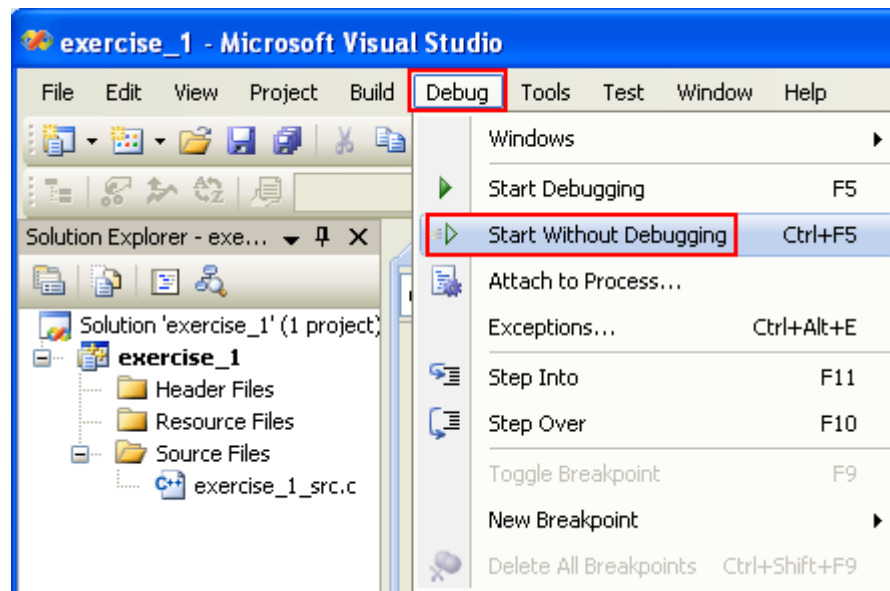 exercise_1 - Microsoft Visual Studio
File Edit View Project Build Debug Tools Test Window Help
Windows
Start Debugging F5
Solution Explorer - exe...
Start Without Debugging Ctrl+F5
Attach to Process...
Solution 'exercise_1' (1 project)
Exceptions... Ctrl+Alt+E
exercise_1
Step Into F11
Header Files
Resource Files
Step Over F10
Source Files
Toggle Breakpoint F9
C++ exercise_1_src.c
New Breakpoint
Delete All Breakpoints Ctrl+Shift+F9